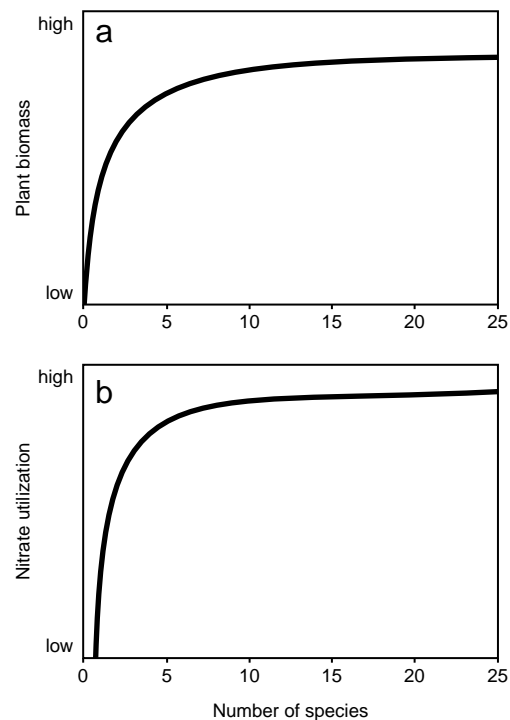 high
a
Plant biomass
low
0 5 10 15 20 25
high
b
Nitrate utilization
low
0 5 10 15 20 25
Number of species